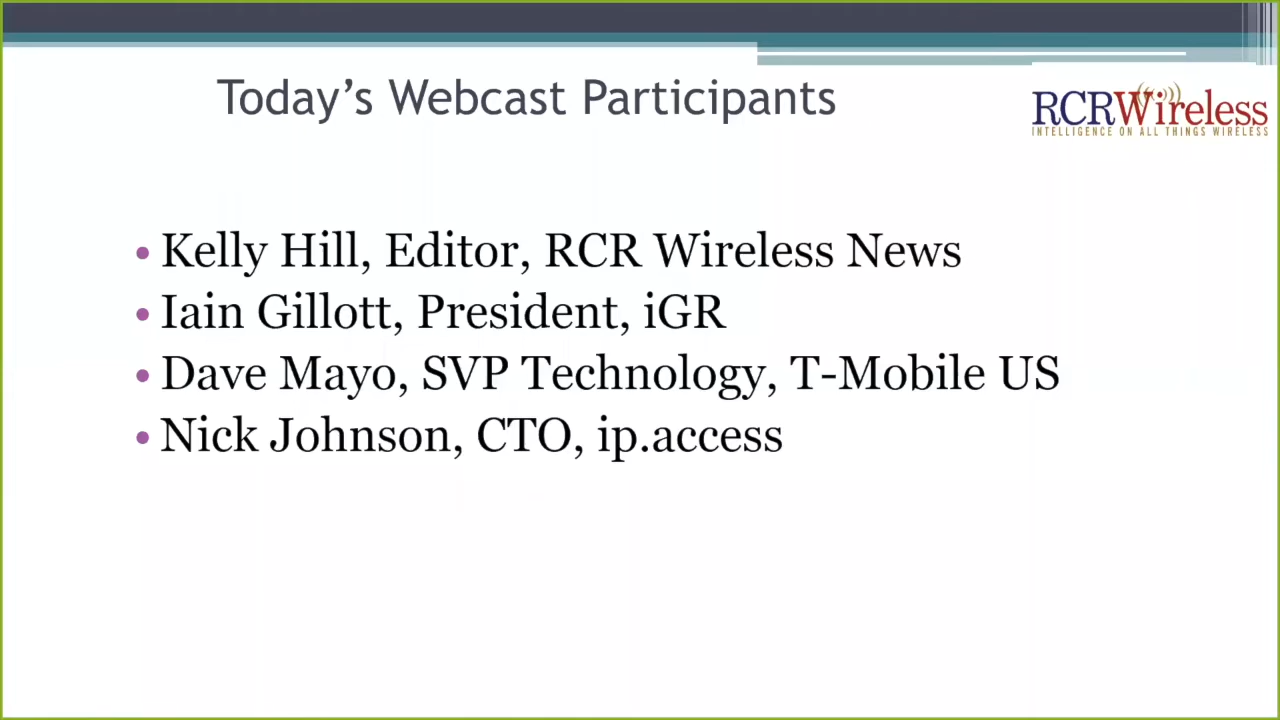 Today’s Webcast Participants
RCRWireless
INTELLIGENCE ON ALL THINGS WIRELESS
• Kelly Hill, Editor, RCR Wireless News
• Iain Gillott, President, iGR
• Dave Mayo, SVP Technology, T-Mobile US
• Nick Johnson, CTO, ip.access